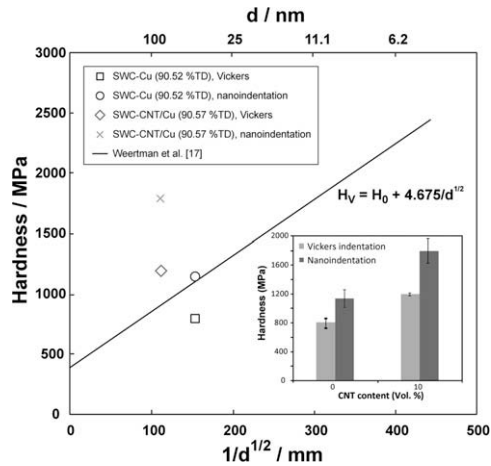 d / nm
100 25 11.1 6.2
3000
2500
2000
1500
1000
500
0
Hardness / MPa
SWC-Cu (90.52 %TD), Vickers
SWC-Cu (90.52 %TD), nanoindentation
SWC-CNT/Cu (90.57 %TD), Vickers
SWC-CNT/Cu (90.57 %TD), nanoindentation
Weertman et al. [17]
H_V = H_0 + 4.675/d^1/2
Vickers indentation
Nanoindentation
2000
1600
1200
800
400
0
Hardness (MPa)
0 10
CNT content (Vol. %)
0 100 200 300 400 500
1/d^1/2 / mm